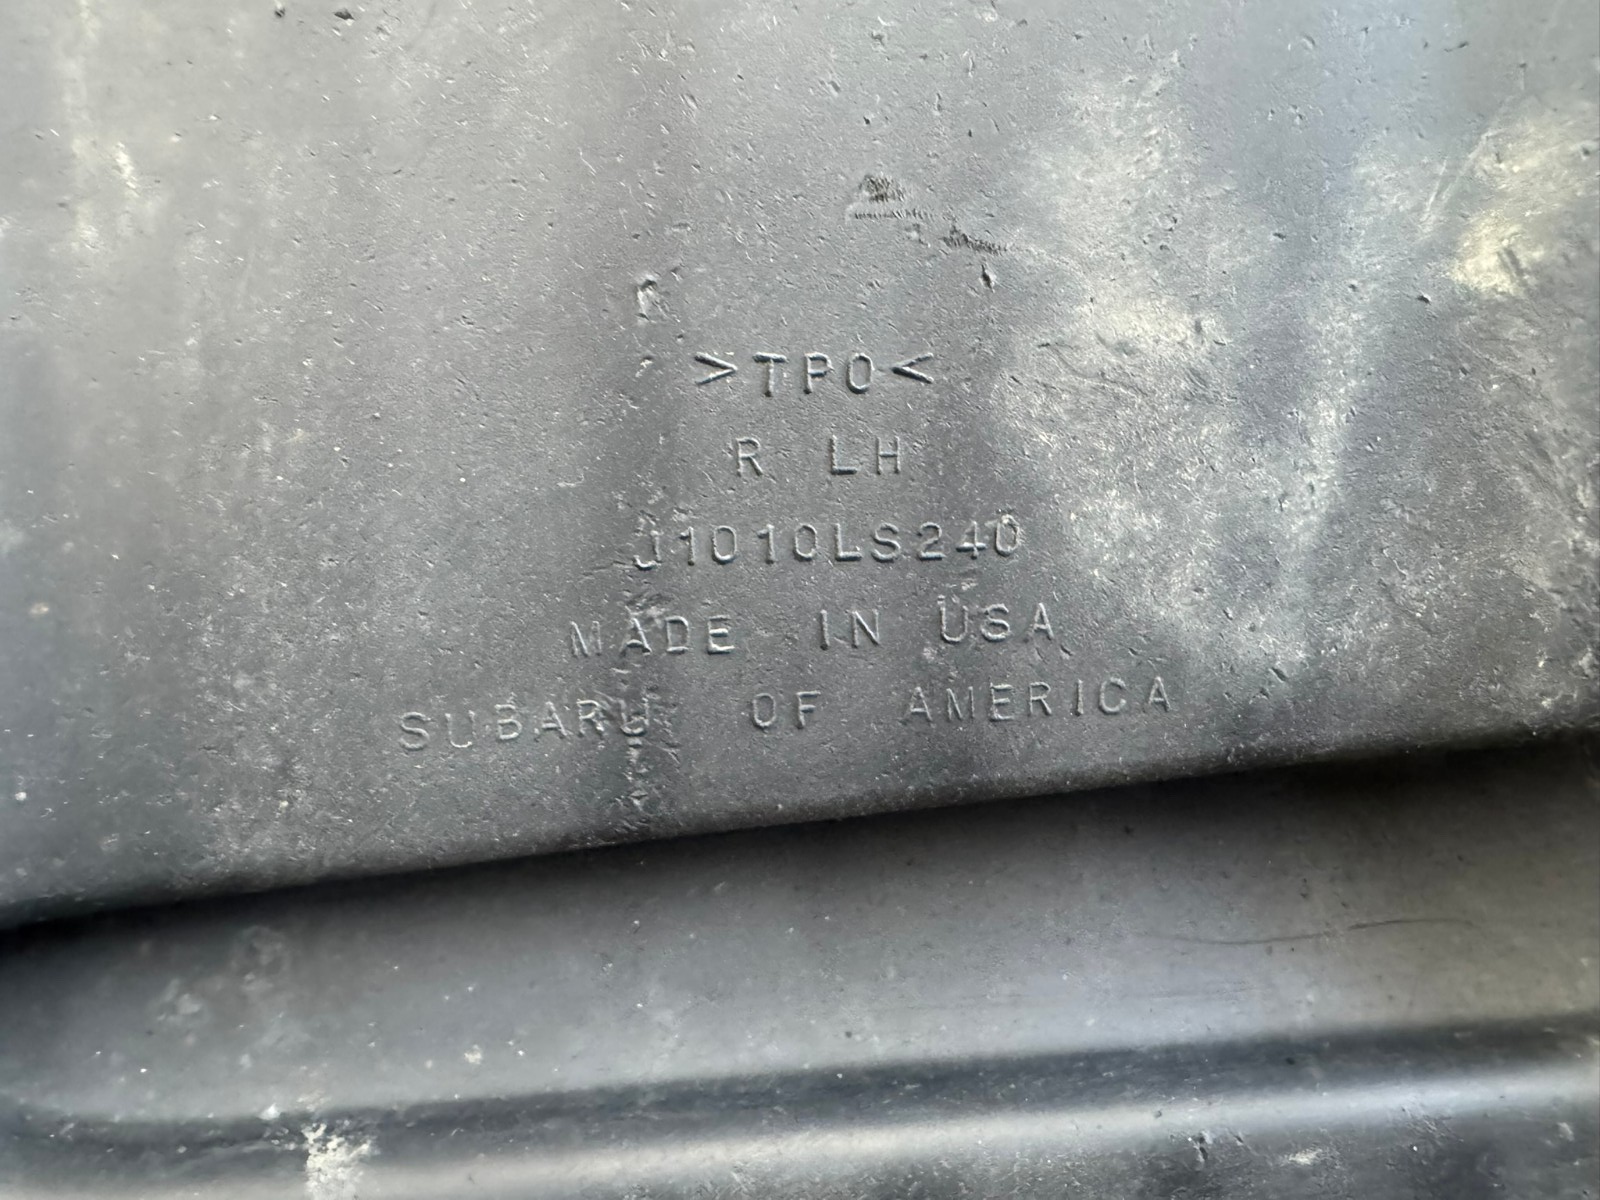 >TPO<
R LH
J1010LS240
MADE IN USA
SUBARU OF AMERICA